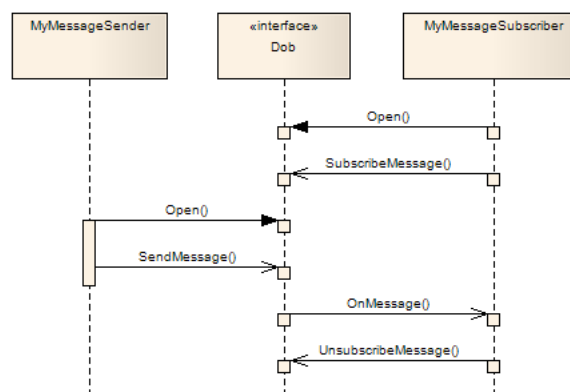 MyMessageSender
«interface»
Dob
MyMessageSubscriber
Open()
SubscribeMessage()
Open()
SendMessage()
OnMessage()
UnsubscribeMessage()